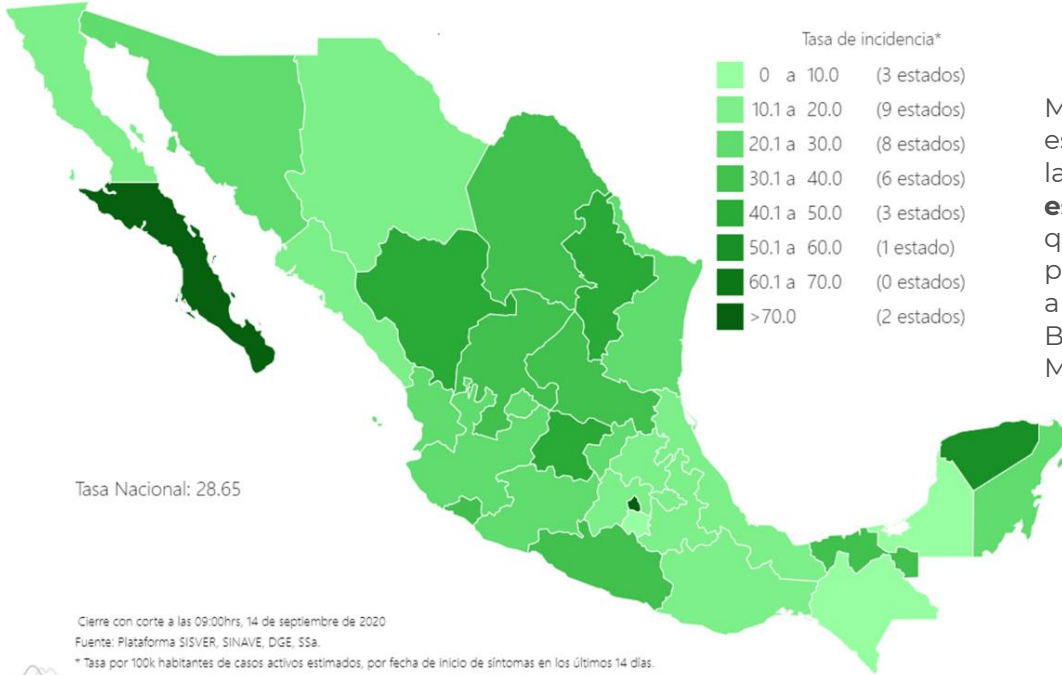 Tasa de incidencia*
0 a 10.0 (3 estados)
10.1 a 20.0 (9 estados)
20.1 a 30.0 (8 estados)
30.1 a 40.0 (6 estados)
40.1 a 50.0 (3 estados)
50.1 a 60.0 (1 estado)
60.1 a 70.0 (0 estados)
>70.0 (2 estados)
Tasa Nacional: 28.65
Cierre con corte a las 09:00hrs, 14 de septiembre de 2020
Fuente: Plataforma SISVER, SINAVE, DGE, SSa.
* Tasa por 100k habitantes de casos activos estimados, por fecha de inicio de síntomas en los últimos 14 días.